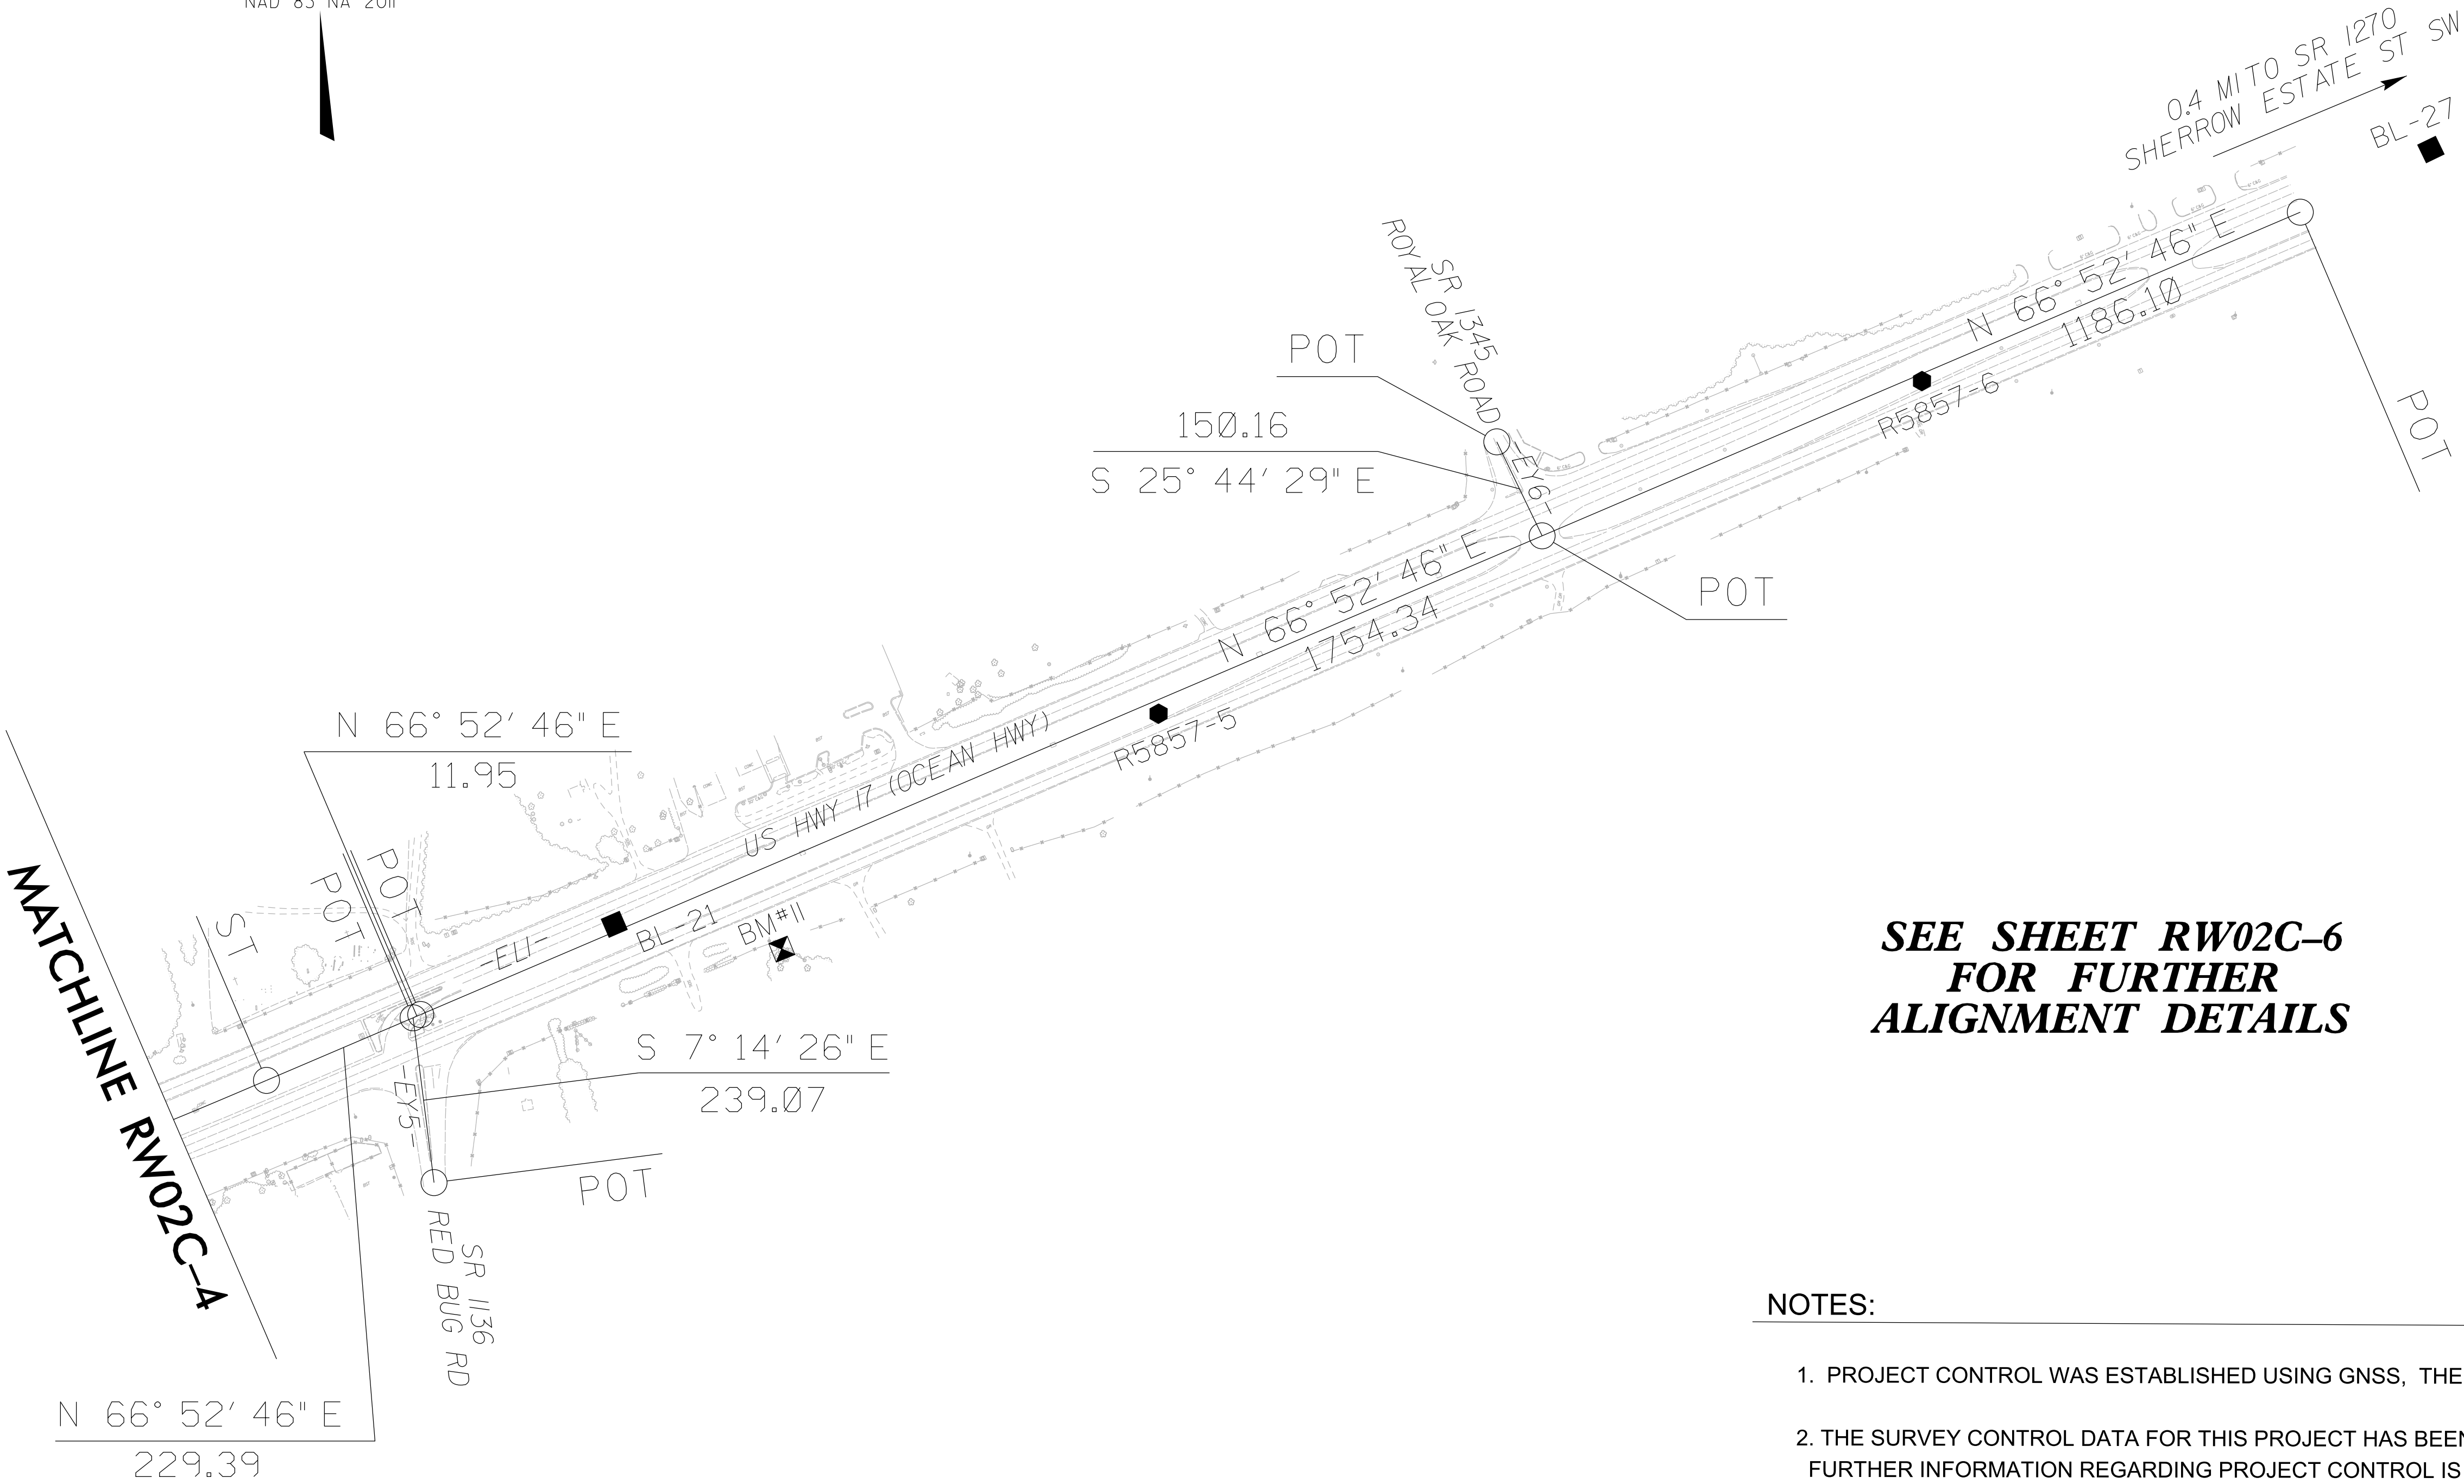 NAD 83 NA 2011
0.4 MI TO SR 1270
SHERROW ESTATE ST SW
BL-27
N 66° 52' 46" E
1186.10
POT
SR 1345
ROYAL OAK ROAD
POT
150.16
S 25° 44' 29" E
-EY6-
R5857-6
POT
N 66° 52' 46" E
1754.34
R5857-5
US HWY 17 (OCEAN HWY)
N 66° 52' 46" E
11.95
POT
POT
ST
-EL1-
BL-21
BM#11
MATCHLINE RW02C-4
S 7° 14' 26" E
239.07
-EY5-
POT
SR 1136
RED BUG RD
N 66° 52' 46" E
229.39
SEE SHEET RW02C-6
FOR FURTHER
ALIGNMENT DETAILS
NOTES:
1. PROJECT CONTROL WAS ESTABLISHED USING GNSS, THE
2. THE SURVEY CONTROL DATA FOR THIS PROJECT HAS BEEN
FURTHER INFORMATION REGARDING PROJECT CONTROL IS